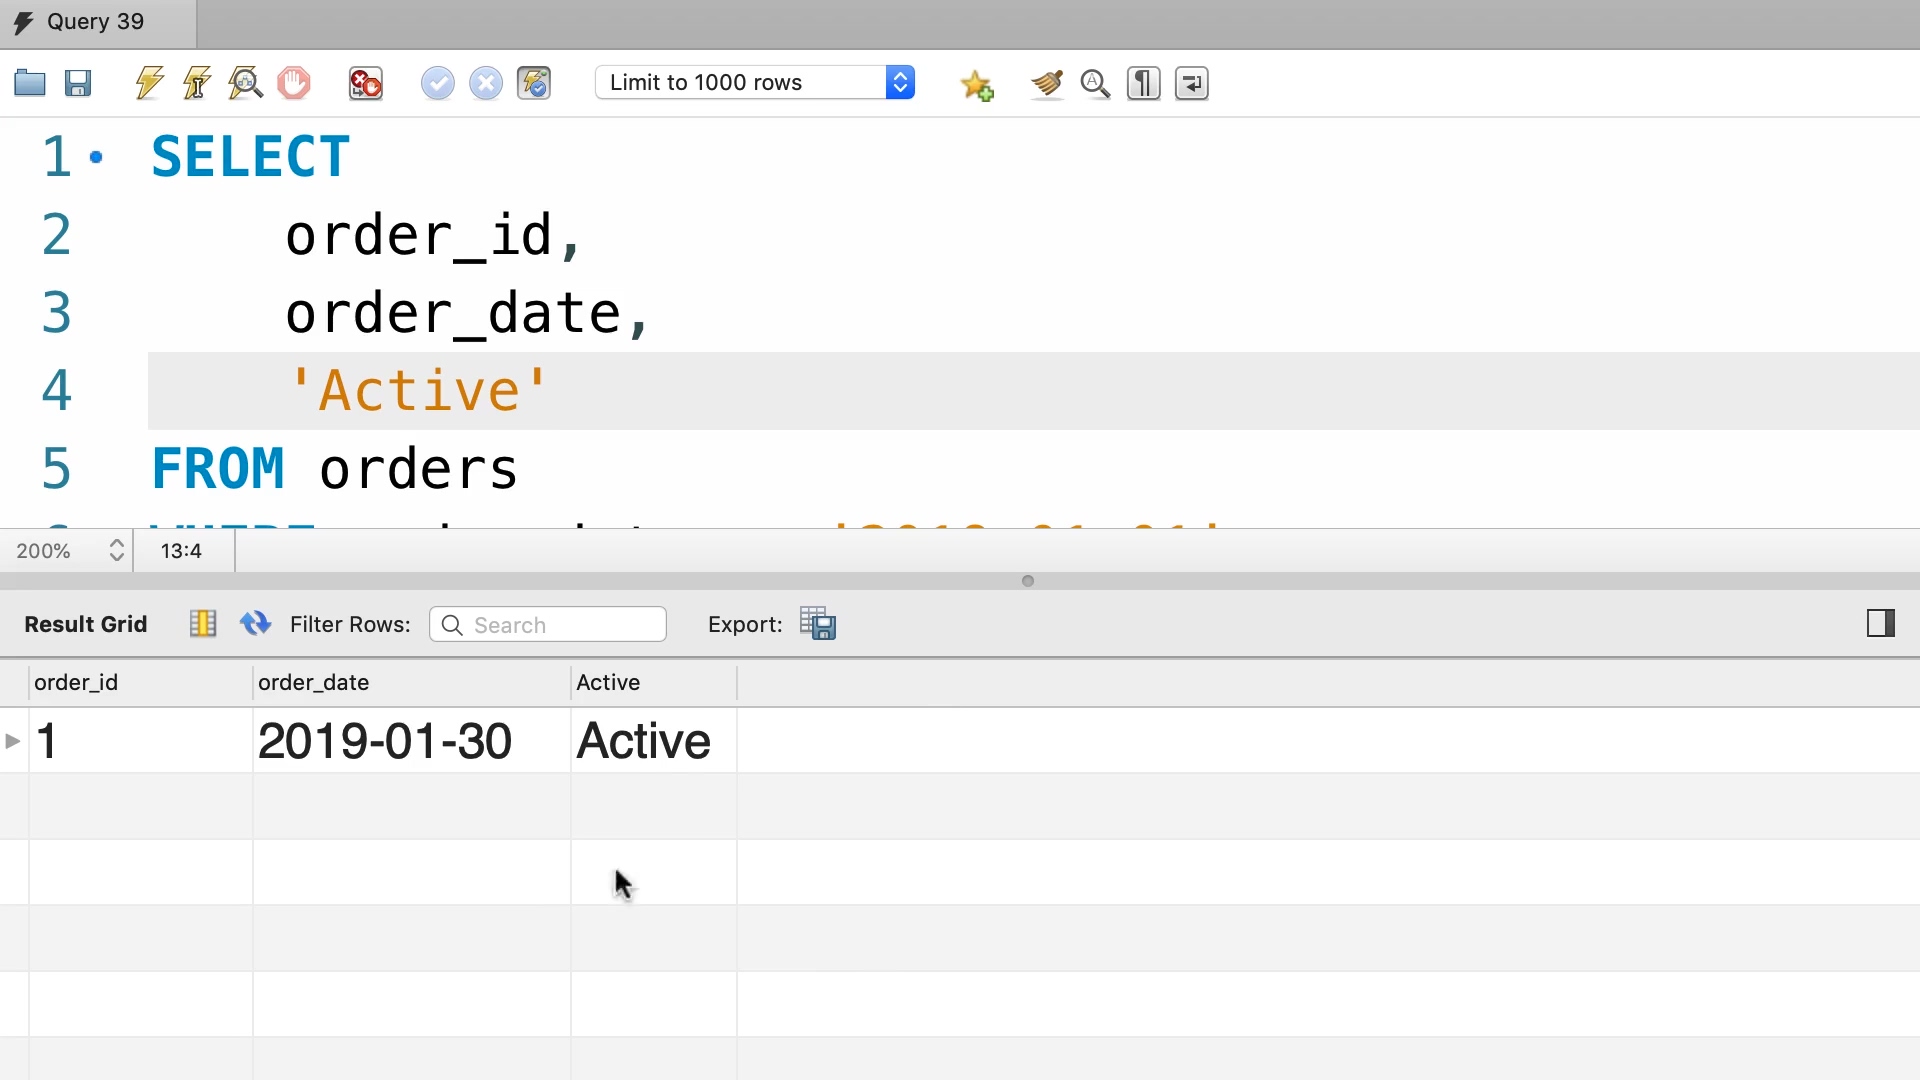 Query 39
Limit to 1000 rows
1 SELECT
2 order_id,
3 order_date,
4 'Active'
5 FROM orders
200% 13:4
Result Grid Filter Rows: Search Export:
order_id order_date Active
1 2019-01-30 Active